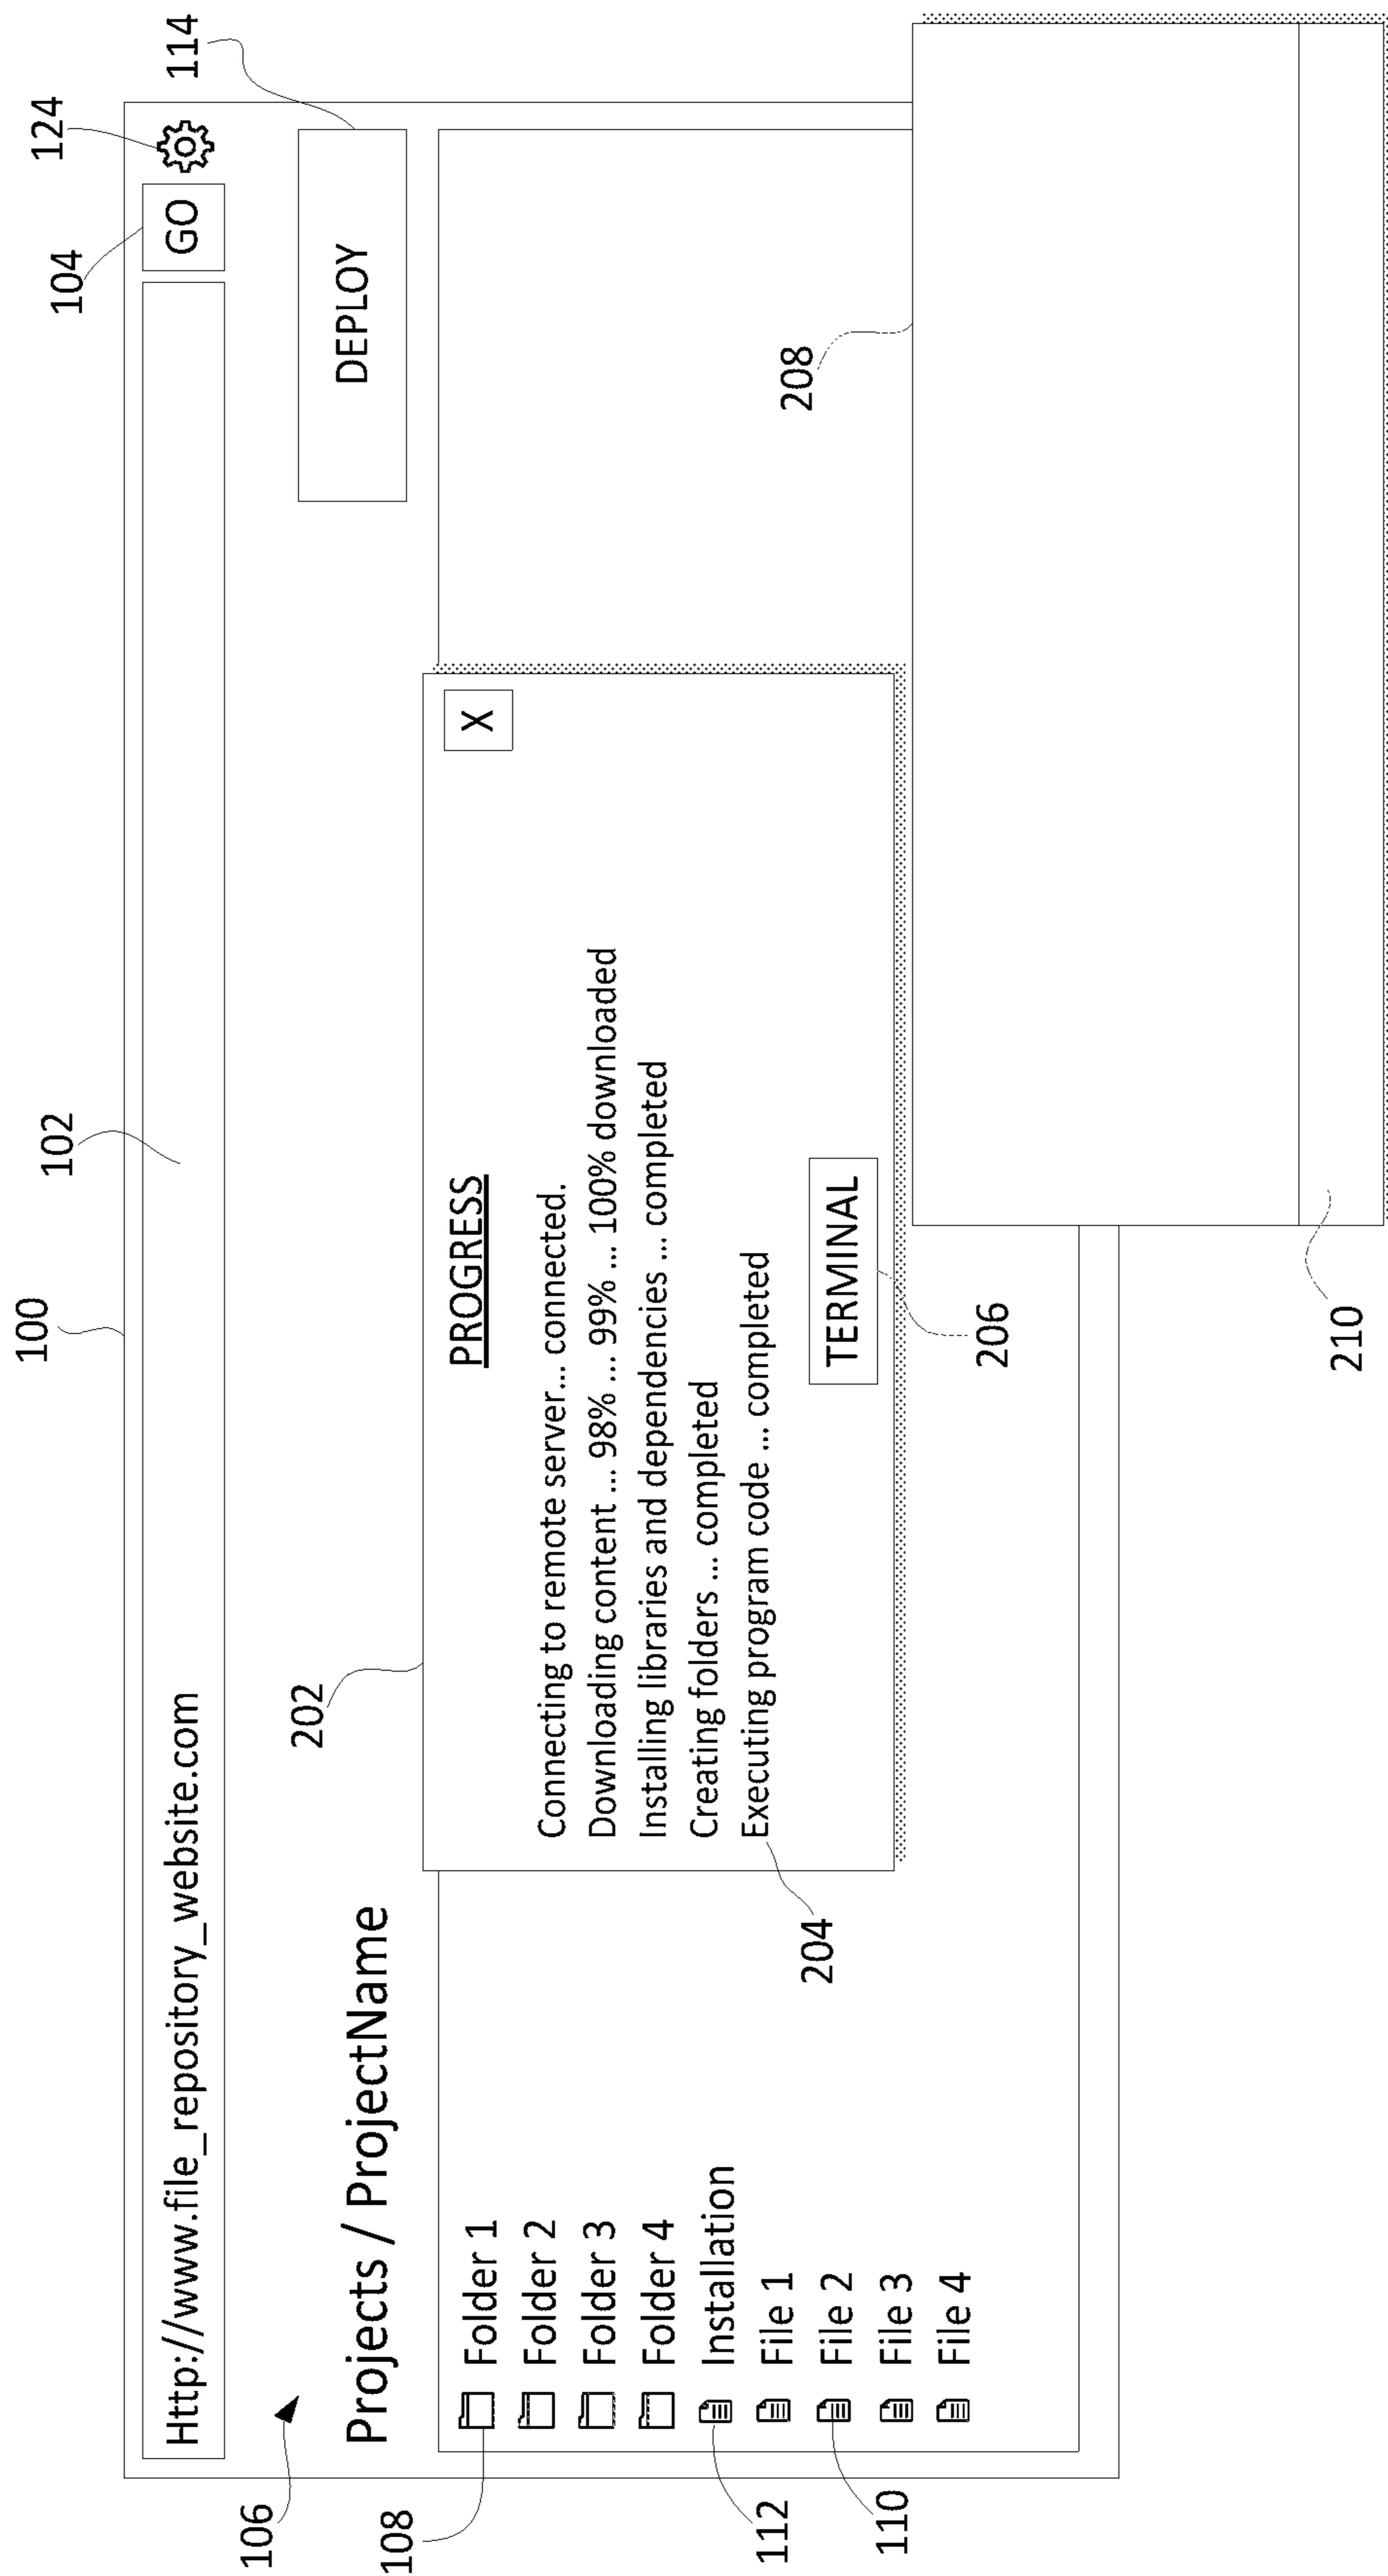 100
102
104
124
Http://www.file_repository_website.com
GO
106
114
Projects / ProjectName
DEPLOY
202
108
Folder 1
Folder 2
Folder 3
Folder 4
112
Installation
File 1
110
File 2
File 3
File 4
PROGRESS
X
Connecting to remote server... connected.
Downloading content ... 98% ... 99% ... 100% downloaded
Installing libraries and dependencies ... completed
Creating folders ... completed
Executing program code ... completed
204
TERMINAL
206
208
210